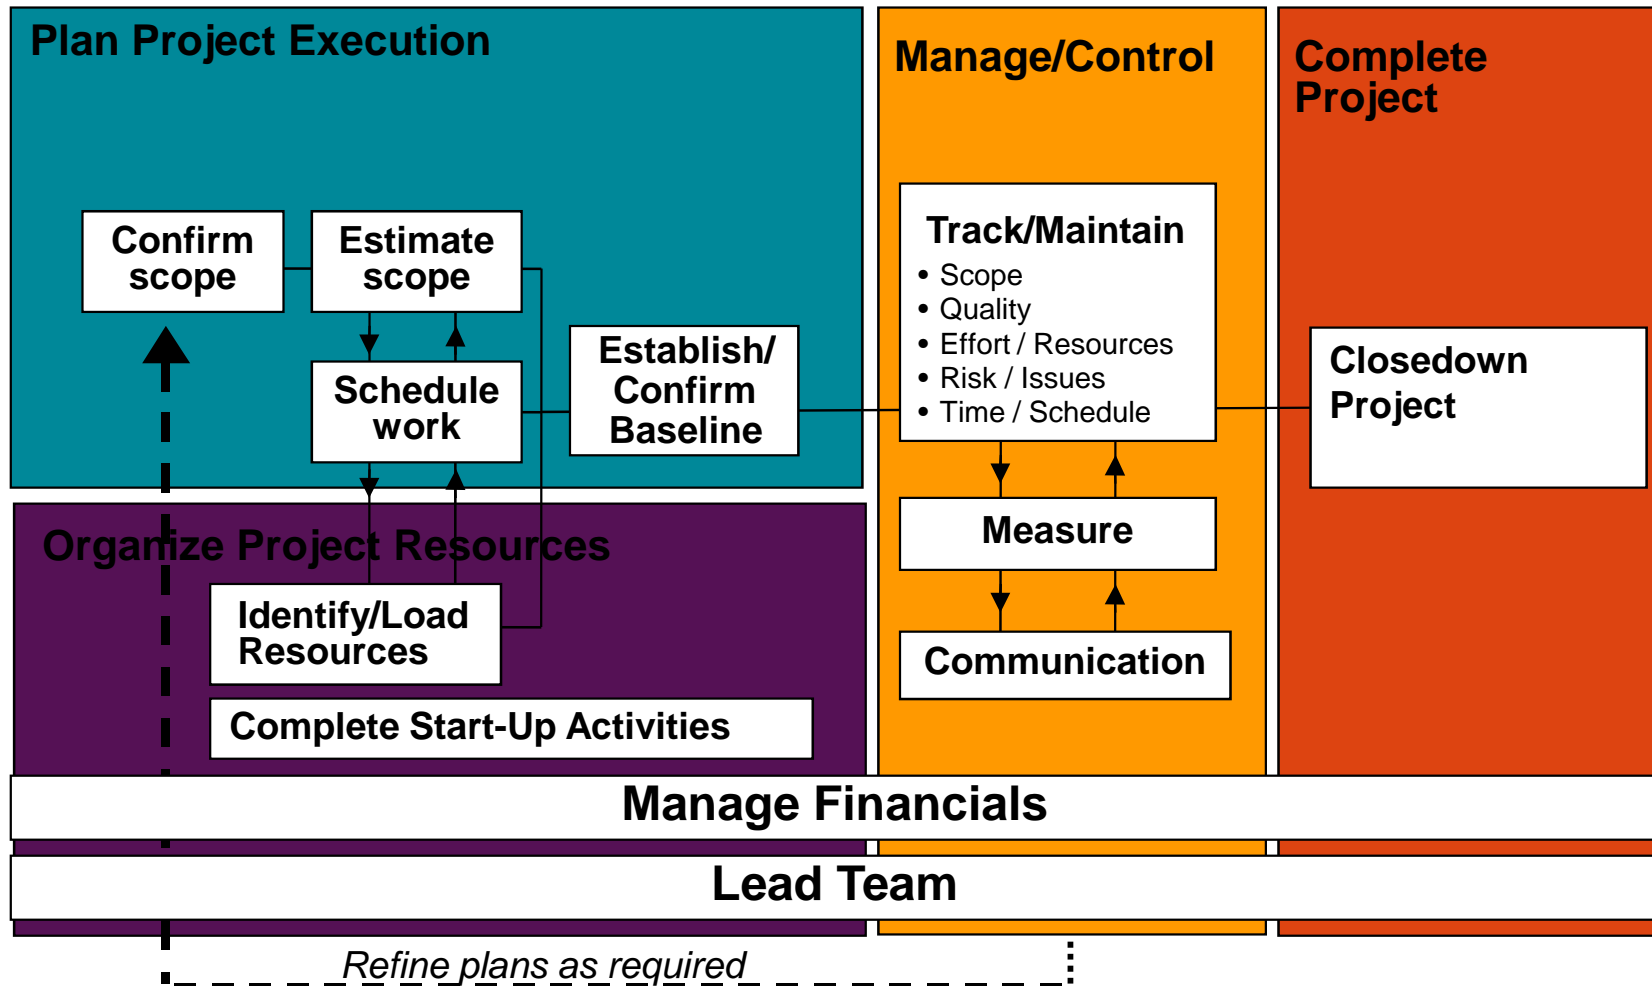 Plan Project Execution
Confirm
scope
Estimate
scope
Schedule
work
Establish/
Confirm
Baseline
Organize Project Resources
Identify/Load
Resources
Complete Start-Up Activities
Manage/Control
Track/Maintain
• Scope
• Quality
• Effort / Resources
• Risk / Issues
• Time / Schedule
Measure
Communication
Complete
Project
Closedown
Project
Manage Financials
Lead Team
Refine plans as required